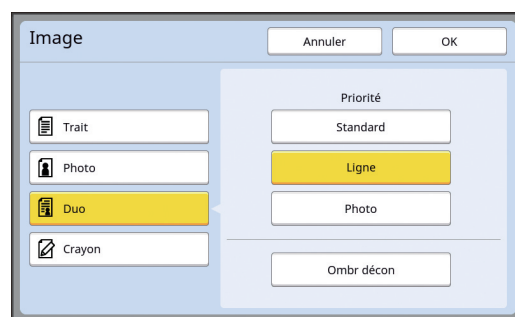 Image
Annuler
OK
Trait
Photo
Duo
Crayon
Priorité
Standard
Ligne
Photo
Ombr décon